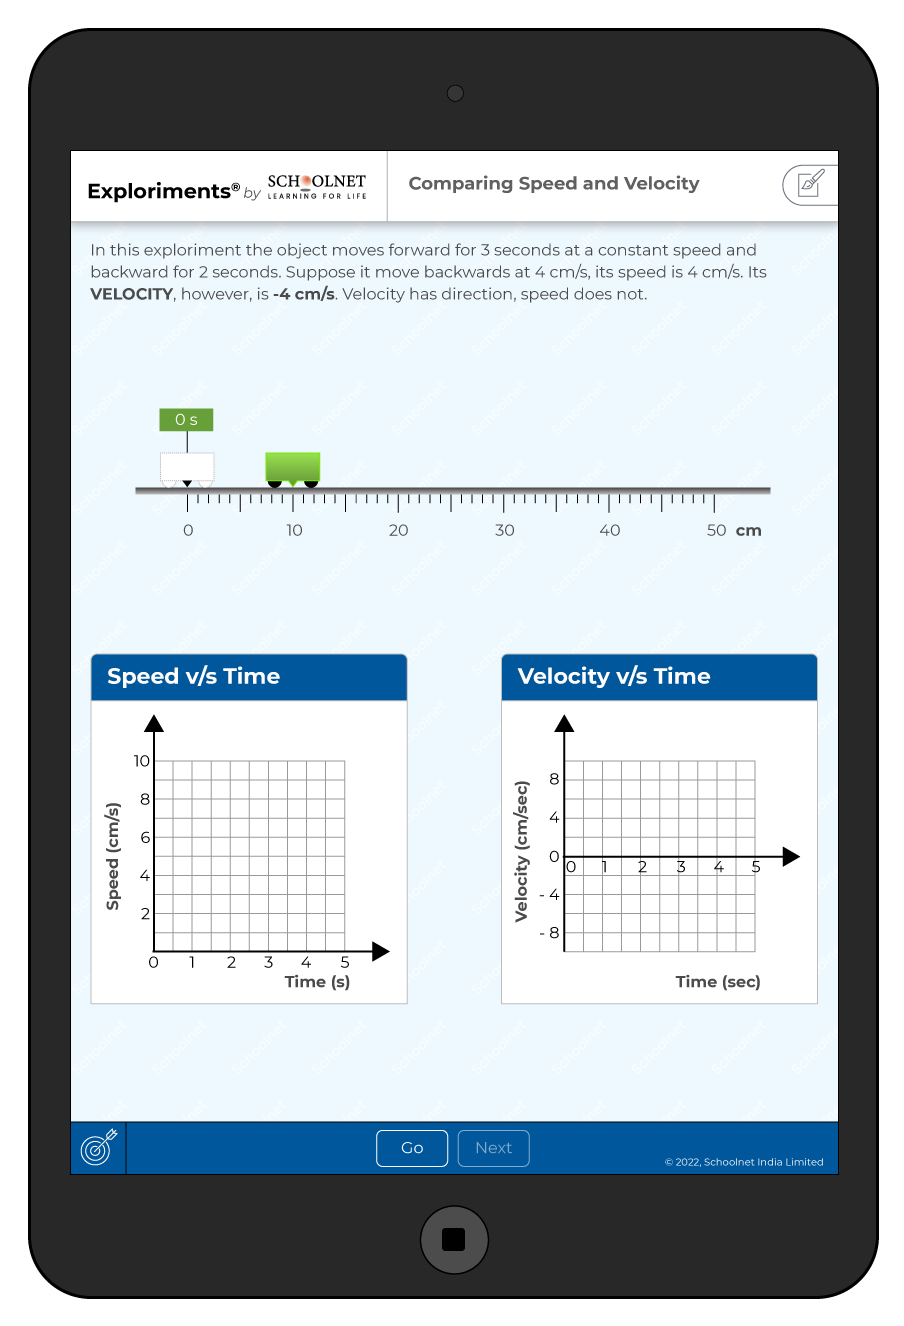 Exploriments® by SCHOOLNET
LEARNING FOR LIFE
Comparing Speed and Velocity
In this exploriment the object moves forward for 3 seconds at a constant speed and
backward for 2 seconds. Suppose it move backwards at 4 cm/s, its speed is 4 cm/s. Its
VELOCITY, however, is -4 cm/s. Velocity has direction, speed does not.
0 s
0 10 20 30 40 50 cm
Speed v/s Time
10
8
6
4
2
Speed (cm/s)
0 1 2 3 4 5
Time (s)
Velocity v/s Time
8
4
0
- 4
- 8
Velocity (cm/sec)
0 1 2 3 4 5
Time (sec)
Go
Next
© 2022, Schoolnet India Limited